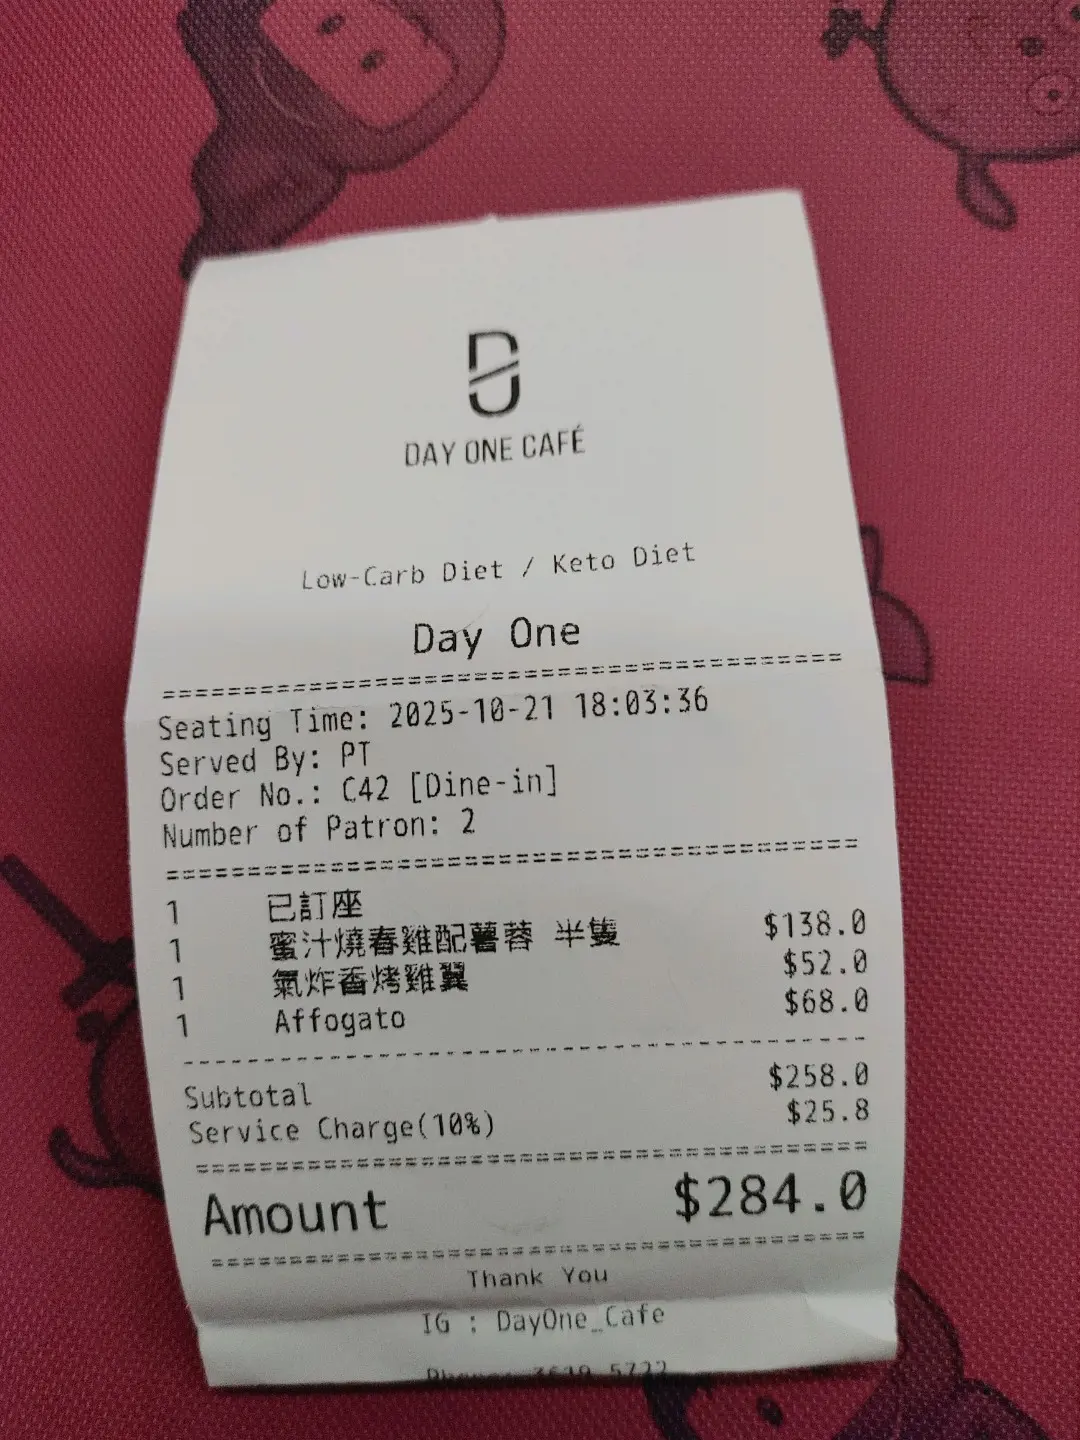 DAY ONE CAFÉ
Low-Carb Diet / Keto Diet
Day One
======================================
Seating Time: 2025-10-21 18:03:36
Served By: PT
Order No.: C42 [Dine-in]
Number of Patron: 2
======================================
1 已訂座
1 蜜汁燒春雞配薯蓉 半隻 $138.0
1 氣炸香烤雞翼 $52.0
1 Affogato $68.0
--------------------------------------
Subtotal $258.0
Service Charge(10%) $25.8
======================================
Amount $284.0
======================================
Thank You
IG : DayOne_Cafe